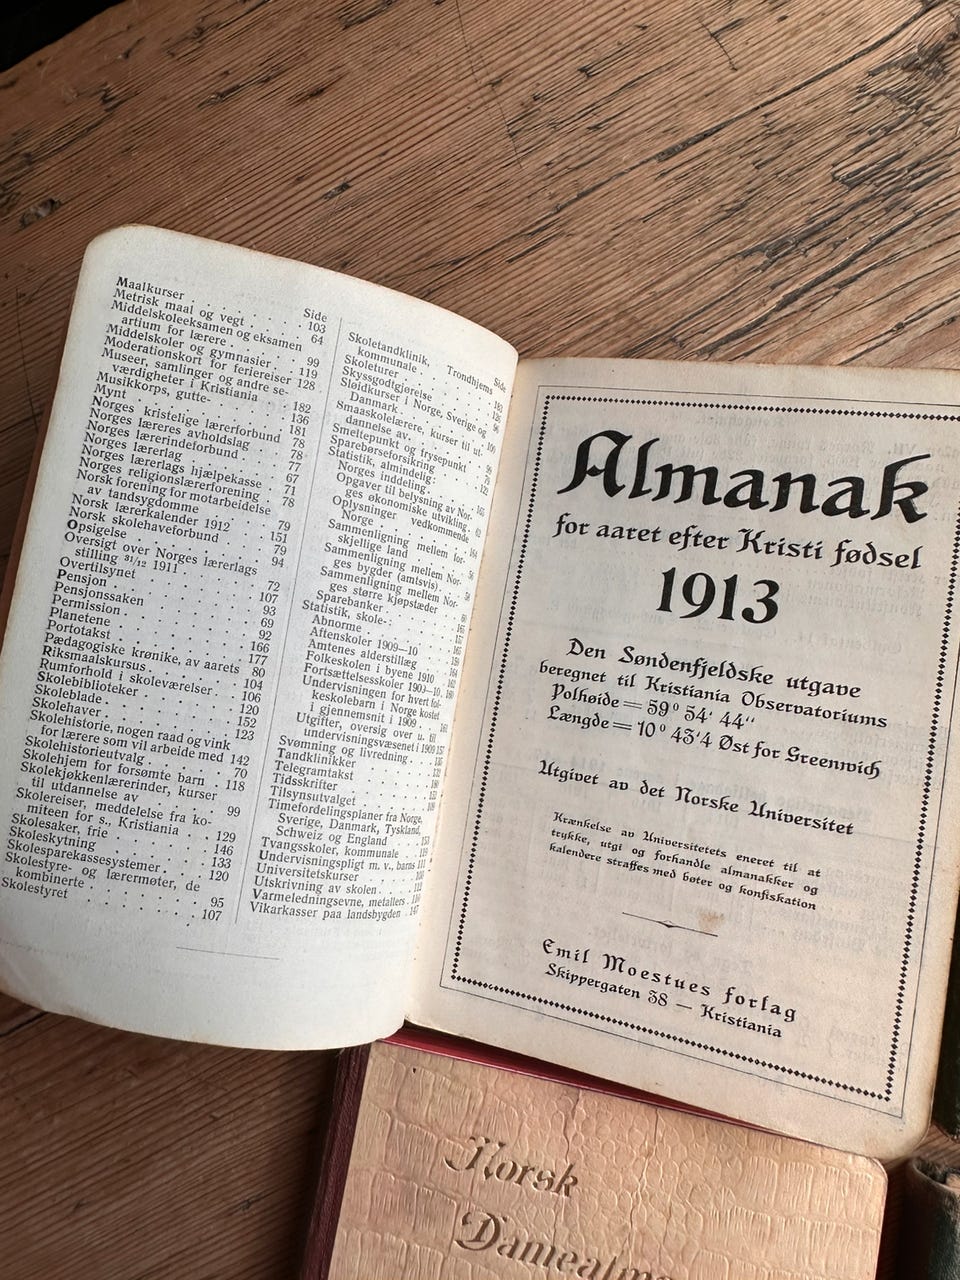 Side
Maalkurser . . . . . . . . 103
Metrisk maal og vegt . . . . . 64
Middelskoleeksamen og eksamen
artium for lærere . . . . . 99
Middelskoler og gymnasier . . . 119
Moderationskort for feriereiser 128
Museer, samlinger og andre se-
værdigheter i Kristiania . . 182
Musikkorps, gutte- . . . . . 136
Mynt . . . . . . . . . 181
Norges kristelige lærerforbund 78
Norges læreres avholdslag . . 78
Norges lærerindeforbund . . . 77
Norges lærerlag . . . . . . 67
Norges lærerlags hjælpekasse . 71
Norges religionslærerforening . 78
Norsk forening for motarbeidelse
av tandsygdomme . . . . . 79
Norsk lærerkalender 1912 . . . 151
Norsk skolehaveforbund . . . 79
Opsigelse . . . . . . . . 94
Oversigt over Norges lærerlags
stilling 31/12 1911 . . . . 72
Overtilsynet . . . . . . . 107
Pensjon . . . . . . . . 93
Pensjonssaken . . . . . . . 69
Permission . . . . . . . . 92
Planetene . . . . . . . . 166
Portotakst . . . . . . . . 177
Pædagogiske krønike, av aarets 80
Riksmaalskursus . . . . . . 104
Rumforhold i skoleværelser . . 106
Skolebiblioteker . . . . . . 120
Skoleblade . . . . . . . . 152
Skolehaver . . . . . . . . 123
Skolehistorie, nogen raad og vink
for lærere som vil arbeide med 142
Skolehistorieutvalg . . . . . 70
Skolehjem for forsømte barn . 118
Skolekjøkkenlærerinder, kurser
til utdannelse av . . . . . 99
Skolereiser, meddelelse fra ko-
miteen for s., Kristiania . . 129
Skolesaker, frie . . . . . . 146
Skoleskytning . . . . . . . 133
Skolesparekassesystemer . . . 120
Skolestyre- og lærermøter, de
kombinerte . . . . . . . 95
Skolestyret . . . . . . . 107
Side
Skoletandklinik, Trondhjems
kommunale . . . . . .
Skoleturer . . . . . . .
Skyssgodtgjørelse . . . . .
Sløidkurser i Norge, Sverige og
Danmark . . . . . . .
Smaaskolelærere, kurser til ut-
dannelse av . . . . . .
Smeltepunkt og frysepunkt . .
Sparebørseforsikring . . . .
Statistik, almindelig:
Norges inddeling . . . . .
Opgaver til belysning av Nor-
ges økonomiske utvikling .
Oplysninger vedkommende
Norge . . . . . . . .
Sammenligning mellem for-
skjellige land . . . . .
Sammenligning mellem Nor-
ges bygder (amtsvis) . . .
Sammenligning mellem Nor-
ges større kjøpstæder
Sparebanker . . . . . . .
Statistik, skole-:
Abnorme . . . . . . . .
Aftenskoler 1909-10 . . . .
Amtenes alderstillæg . . . .
Folkeskolen i byene 1910
Fortsættelsesskoler 1909-10 .
Undervisningen for hvert fol-
keskolebarn i Norge kostet
i gjennemsnit i 1909 . . .
Utgifter, oversig over u. til
undervisningsvæsenet i 1909 157
Svømning og livredning . . .
Tandklinikker . . . . . .
Telegramtakst . . . . . .
Tidsskrifter . . . . . . .
Tilsynsutvalget . . . . . .
Timefordelingsplaner fra Norge,
Sverige, Danmark, Tyskland,
Schweiz og England . . . .
Tvangsskoler, kommunale . . .
Undervisningspligt m. v., barns
Universitetskurser . . . . .
Utskrivning av skolen . . . .
Varmeledningsevne, metallers .
Vikarkasser paa landsbygden . 147
Almanak
for aaret efter Kristi fødsel
1913
Den Søndenfjeldske utgave
beregnet til Kristiania Observatoriums
Polhøide = 59° 54' 44''
Længde = 10° 43'4 Øst for Greenwich
Utgivet av det Norske Universitet
Krænkelse av Universitetets eneret til at
trykke, utgi og forhandle almanakker og
kalendere straffes med bøter og konfiskation
Emil Moestues forlag
Skippergaten 38 — Kristiania
Norsk